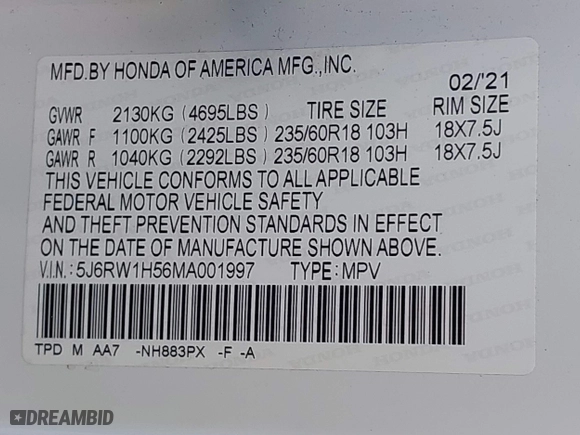 MFD.BY HONDA OF AMERICA MFG.,INC.
02/'21
GVWR 2130KG (4695LBS) TIRE SIZE RIM SIZE
GAWR F 1100KG (2425LBS) 235/60R18 103H 18X7.5J
GAWR R 1040KG (2292LBS) 235/60R18 103H 18X7.5J
THIS VEHICLE CONFORMS TO ALL APPLICABLE
FEDERAL MOTOR VEHICLE SAFETY
AND THEFT PREVENTION STANDARDS IN EFFECT
ON THE DATE OF MANUFACTURE SHOWN ABOVE.
V.I.N.: 5J6RW1H56MA001997 TYPE: MPV
TPD M AA7 -NH883PX -F -A
DREAMBID